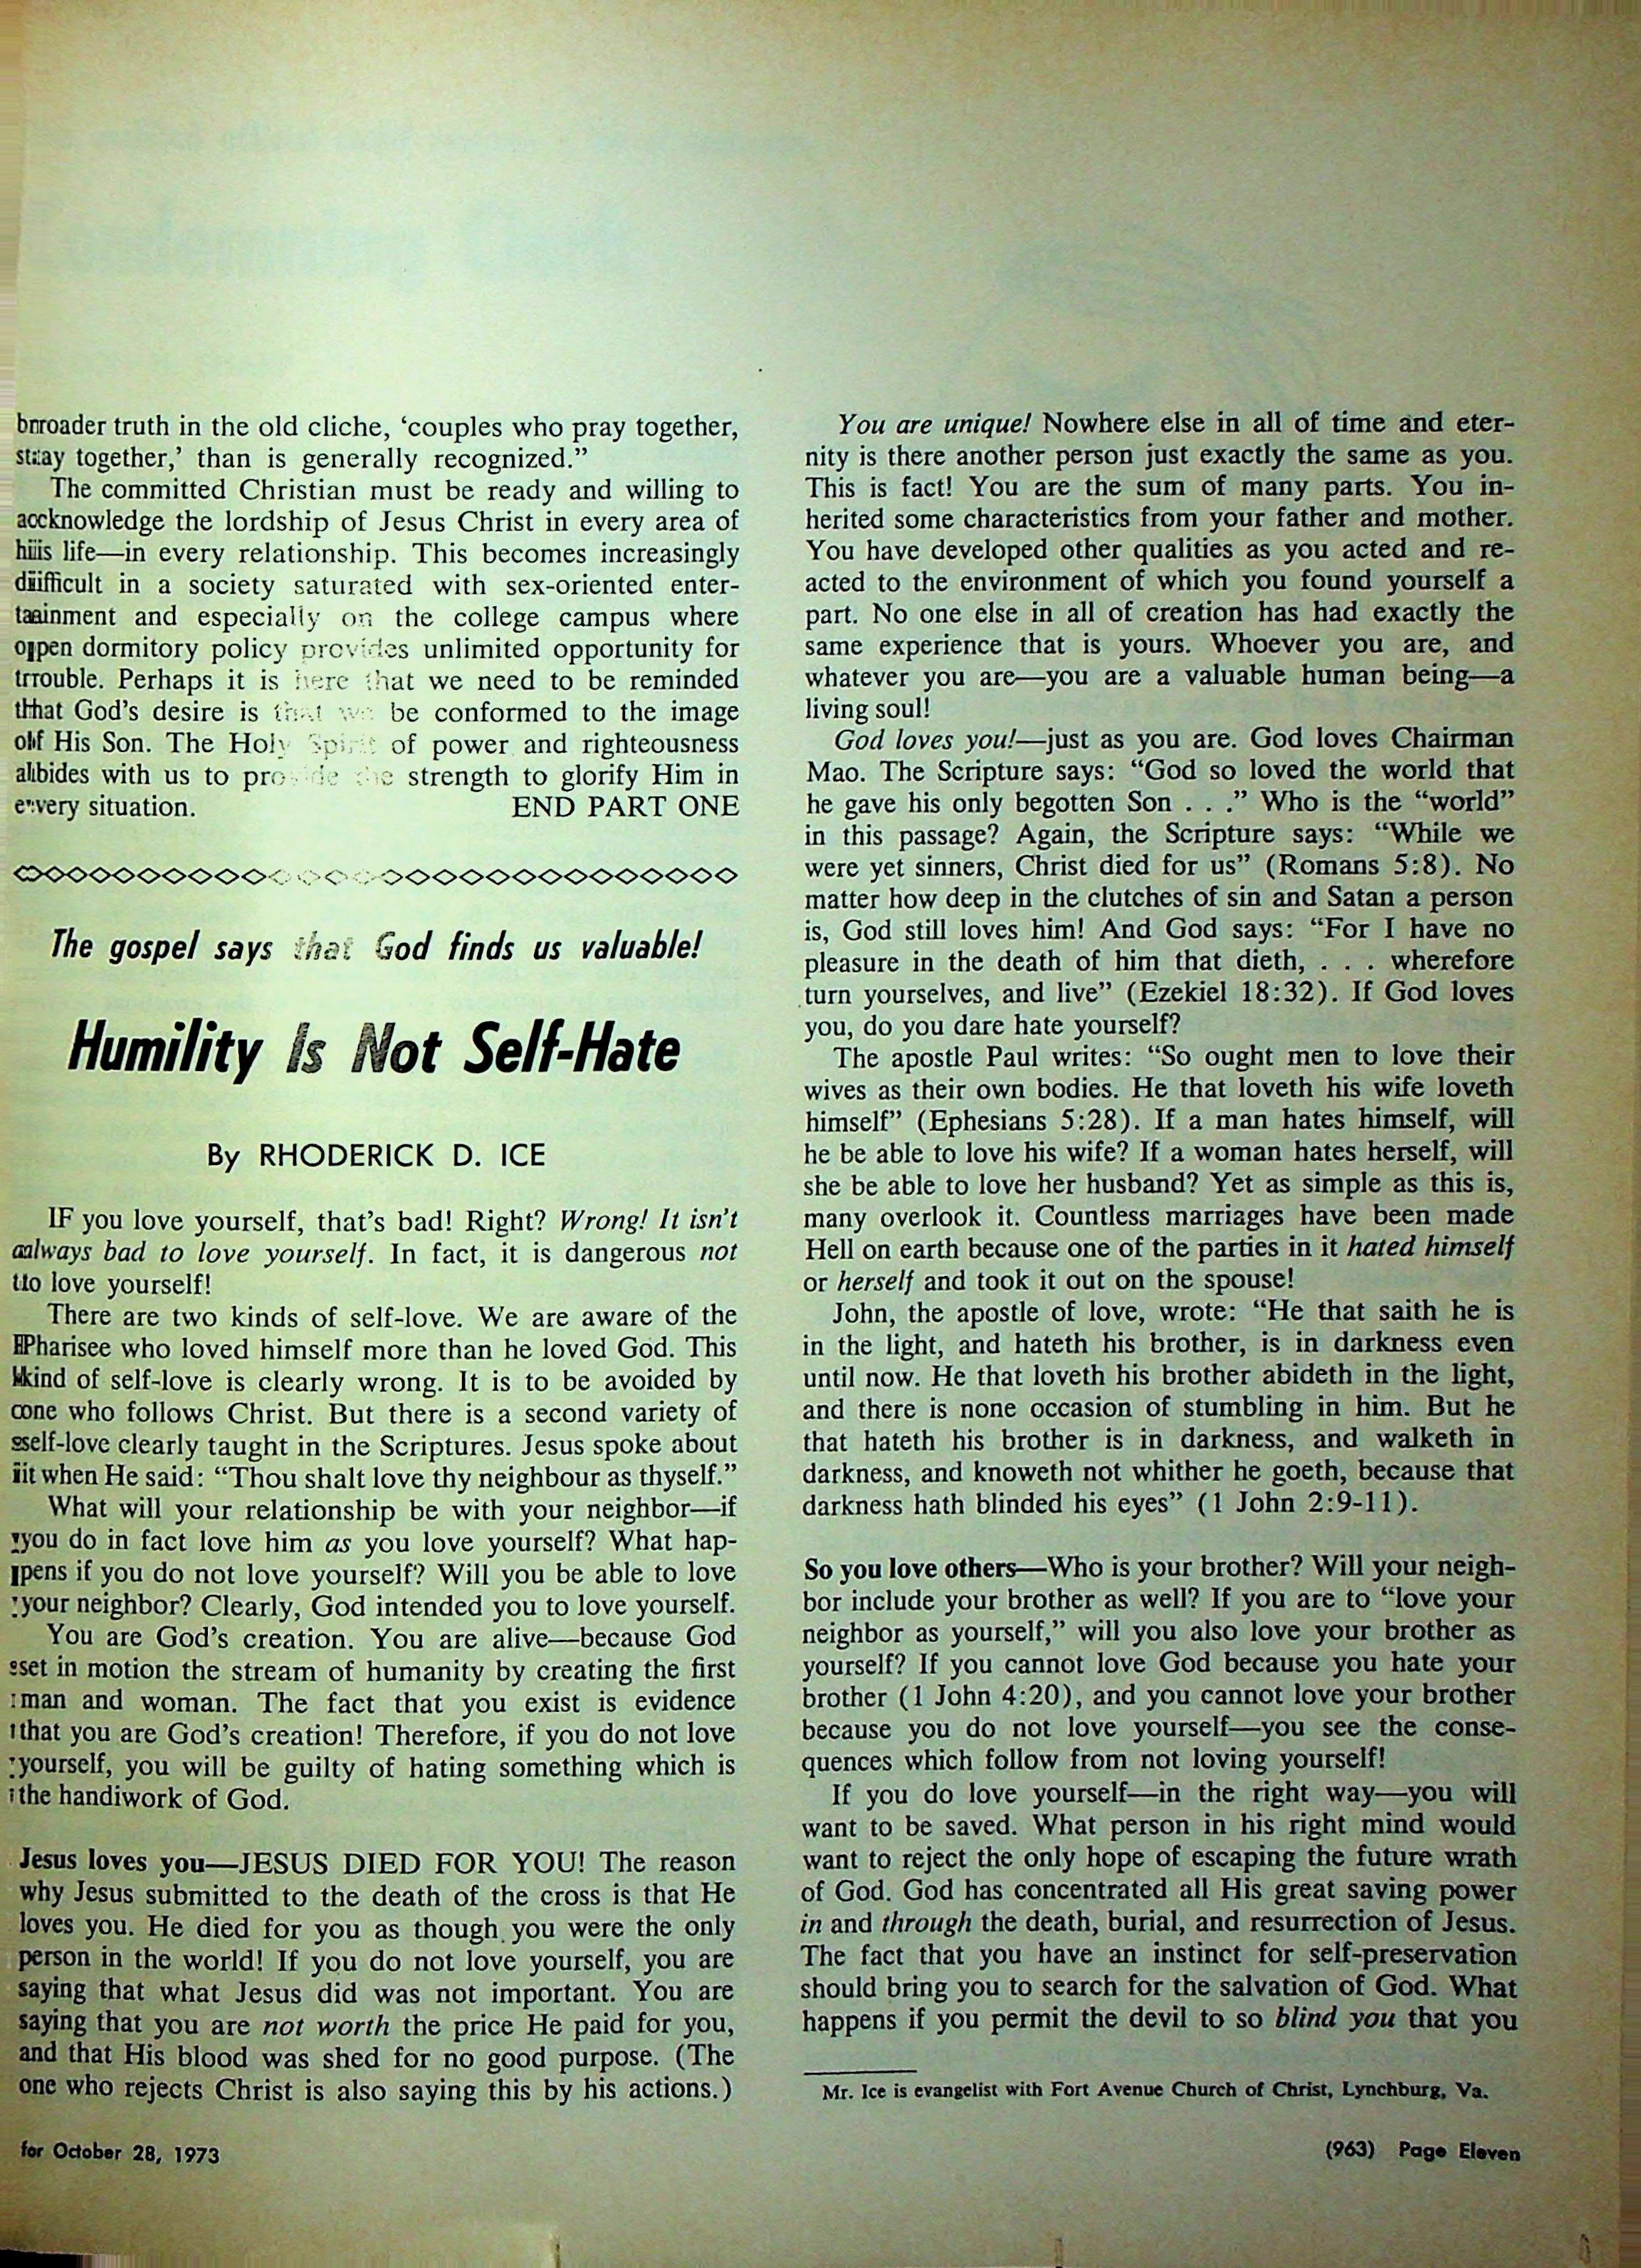 broader truth in the old cliche, ‘couples who pray together,
stay together,’ than is generally recognized.”
The committed Christian must be ready and willing to
acknowledge the lordship of Jesus Christ in every area of
his life—in every relationship. This becomes increasingly
difficult in a society saturated with sex-oriented enter-
tainment and especially on the college campus where
open dormitory policy provides unlimited opportunity for
trouble. Perhaps it is here that we need to be reminded
that God’s desire is that we be conformed to the image
of His Son. The Holy Spirit of power and righteousness
abides with us to provide the strength to glorify Him in
every situation. END PART ONE
The gospel says that God finds us valuable!
Humility Is Not Self-Hate
By RHODERICK D. ICE
IF you love yourself, that’s bad! Right? Wrong! It isn’t
always bad to love yourself. In fact, it is dangerous not
to love yourself!
There are two kinds of self-love. We are aware of the
Pharisee who loved himself more than he loved God. This
kind of self-love is clearly wrong. It is to be avoided by
one who follows Christ. But there is a second variety of
self-love clearly taught in the Scriptures. Jesus spoke about
it when He said: “Thou shalt love thy neighbour as thyself.”
What will your relationship be with your neighbor—if
you do in fact love him as you love yourself? What hap-
pens if you do not love yourself? Will you be able to love
your neighbor? Clearly, God intended you to love yourself.
You are God’s creation. You are alive—because God
set in motion the stream of humanity by creating the first
man and woman. The fact that you exist is evidence
that you are God’s creation! Therefore, if you do not love
yourself, you will be guilty of hating something which is
the handiwork of God.
Jesus loves you—JESUS DIED FOR YOU! The reason
why Jesus submitted to the death of the cross is that He
loves you. He died for you as though you were the only
person in the world! If you do not love yourself, you are
saying that what Jesus did was not important. You are
saying that you are not worth the price He paid for you,
and that His blood was shed for no good purpose. (The
one who rejects Christ is also saying this by his actions.)
You are unique! Nowhere else in all of time and eter-
nity is there another person just exactly the same as you.
This is fact! You are the sum of many parts. You in-
herited some characteristics from your father and mother.
You have developed other qualities as you acted and re-
acted to the environment of which you found yourself a
part. No one else in all of creation has had exactly the
same experience that is yours. Whoever you are, and
whatever you are—you are a valuable human being—a
living soul!
God loves you!—just as you are. God loves Chairman
Mao. The Scripture says: “God so loved the world that
he gave his only begotten Son . . .” Who is the “world”
in this passage? Again, the Scripture says: “While we
were yet sinners, Christ died for us” (Romans 5:8). No
matter how deep in the clutches of sin and Satan a person
is, God still loves him! And God says: “For I have no
pleasure in the death of him that dieth, . . . wherefore
turn yourselves, and live” (Ezekiel 18:32). If God loves
you, do you dare hate yourself?
The apostle Paul writes: “So ought men to love their
wives as their own bodies. He that loveth his wife loveth
himself” (Ephesians 5:28). If a man hates himself, will
he be able to love his wife? If a woman hates herself, will
she be able to love her husband? Yet as simple as this is,
many overlook it. Countless marriages have been made
Hell on earth because one of the parties in it hated himself
or herself and took it out on the spouse!
John, the apostle of love, wrote: “He that saith he is
in the light, and hateth his brother, is in darkness even
until now. He that loveth his brother abideth in the light,
and there is none occasion of stumbling in him. But he
that hateth his brother is in darkness, and walketh in
darkness, and knoweth not whither he goeth, because that
darkness hath blinded his eyes” (1 John 2:9-11).
So you love others—Who is your brother? Will your neigh-
bor include your brother as well? If you are to “love your
neighbor as yourself,” will you also love your brother as
yourself? If you cannot love God because you hate your
brother (1 John 4:20), and you cannot love your brother
because you do not love yourself—you see the conse-
quences which follow from not loving yourself!
If you do love yourself—in the right way—you will
want to be saved. What person in his right mind would
want to reject the only hope of escaping the future wrath
of God. God has concentrated all His great saving power
in and through the death, burial, and resurrection of Jesus.
The fact that you have an instinct for self-preservation
should bring you to search for the salvation of God. What
happens if you permit the devil to so blind you that you
Mr. Ice is evangelist with Fort Avenue Church of Christ, Lynchburg, Va.
for October 28, 1973
(963) Page Eleven